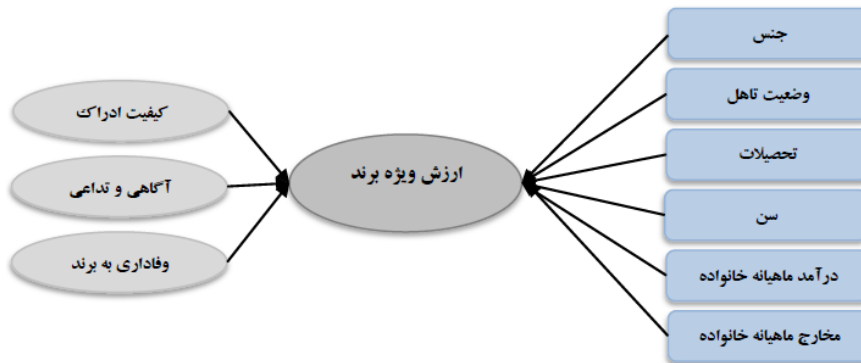 جنس
وضعیت تاهل
تحصیلات
سن
درآمد ماهیانه خانواده
مخارج ماهیانه خانواده
ارزش ویژه برند
کیفیت ادراک
آگاهی و تداعی
وفاداری به برند